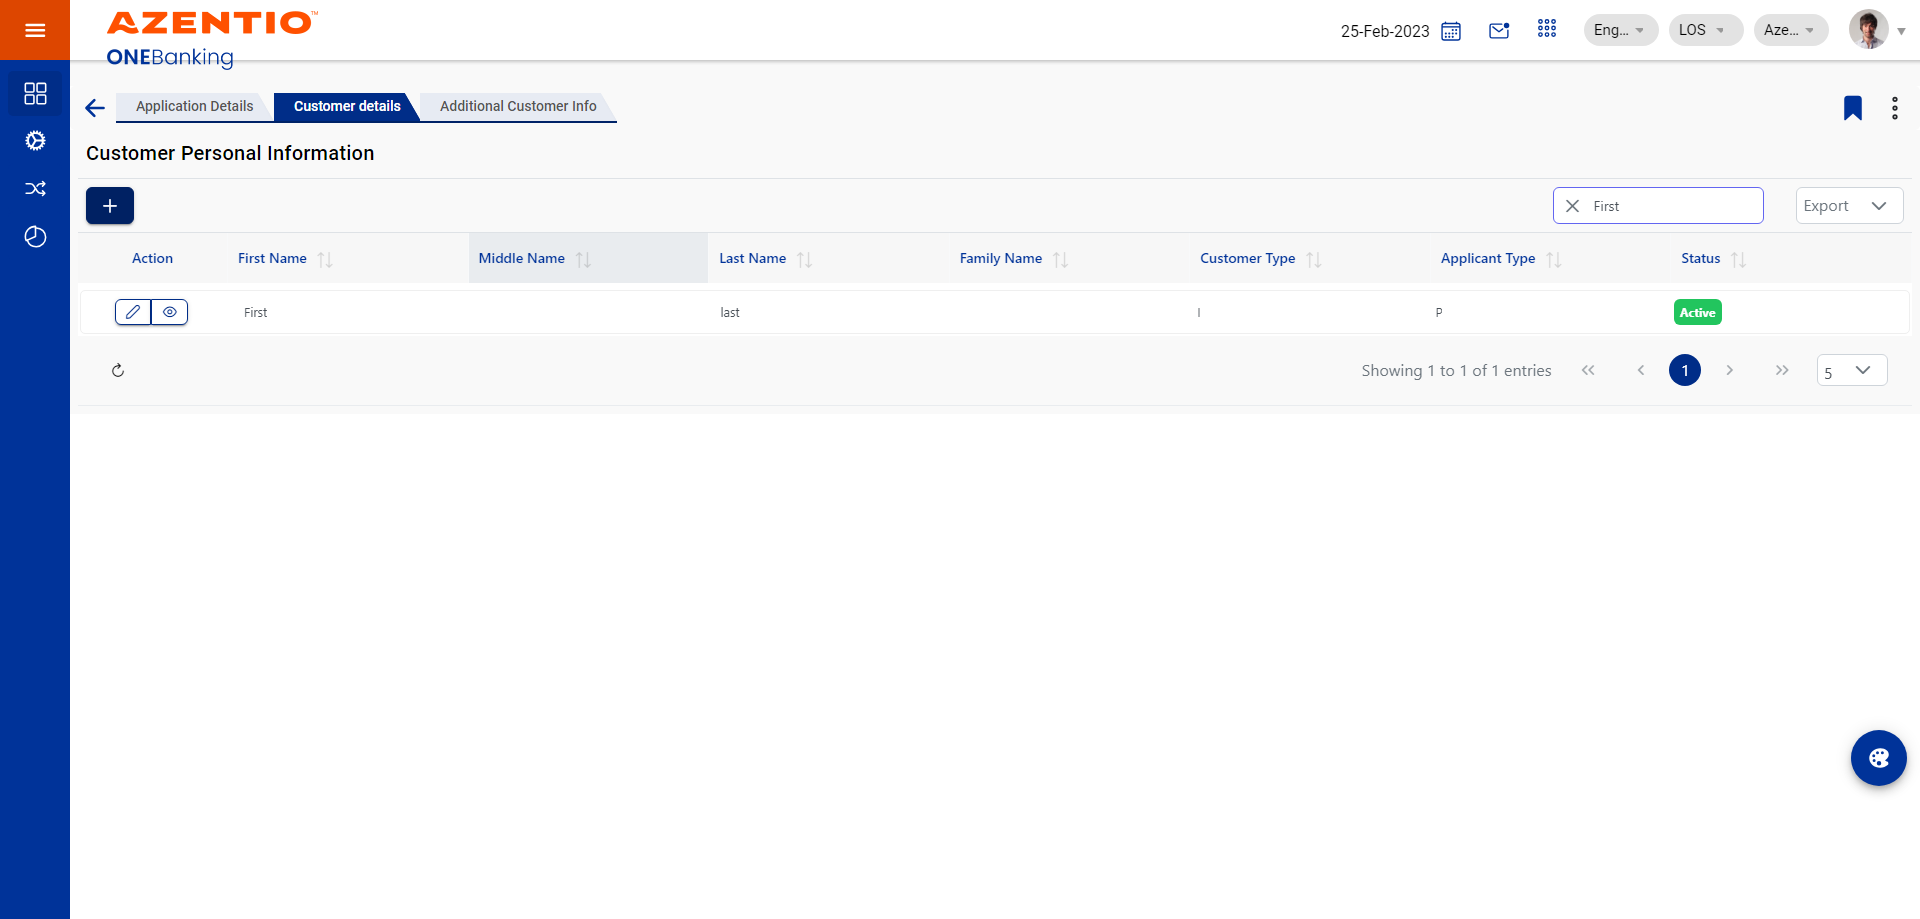 AZENTIO™
ONEBanking
25-Feb-2023
Eng...
LOS
Aze...
Application Details
Customer details
Additional Customer Info
Customer Personal Information
+
First
Export
Action
First Name
Middle Name
Last Name
Family Name
Customer Type
Applicant Type
Status
First
last
I
P
Active
Showing 1 to 1 of 1 entries
1
5